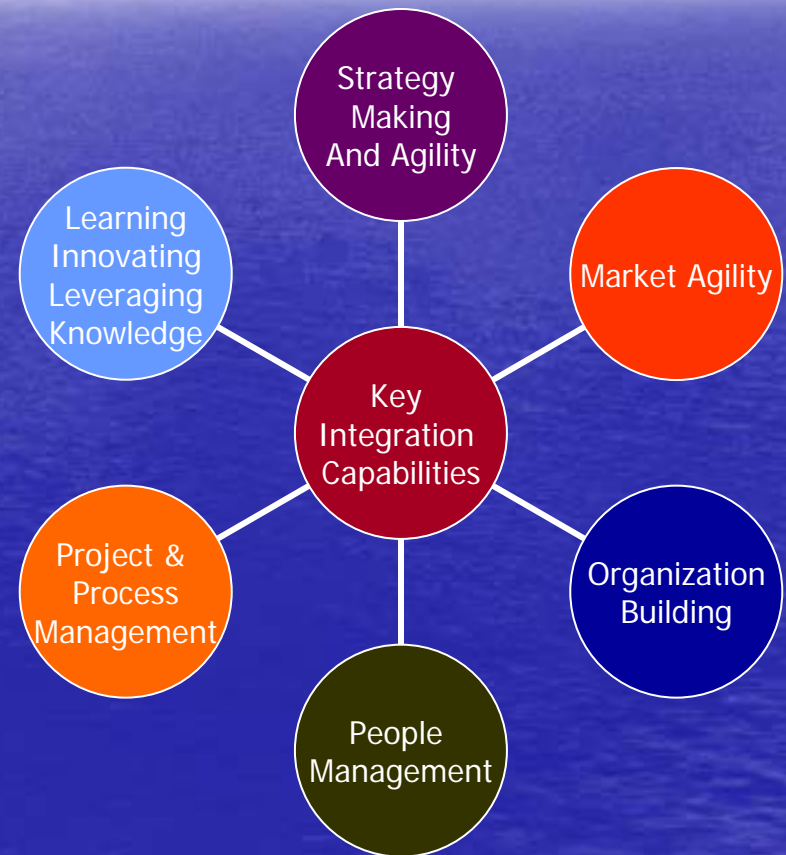 Strategy
Making
And Agility
Market Agility
Organization
Building
People
Management
Project &
Process
Management
Learning
Innovating
Leveraging
Knowledge
Key
Integration
Capabilities